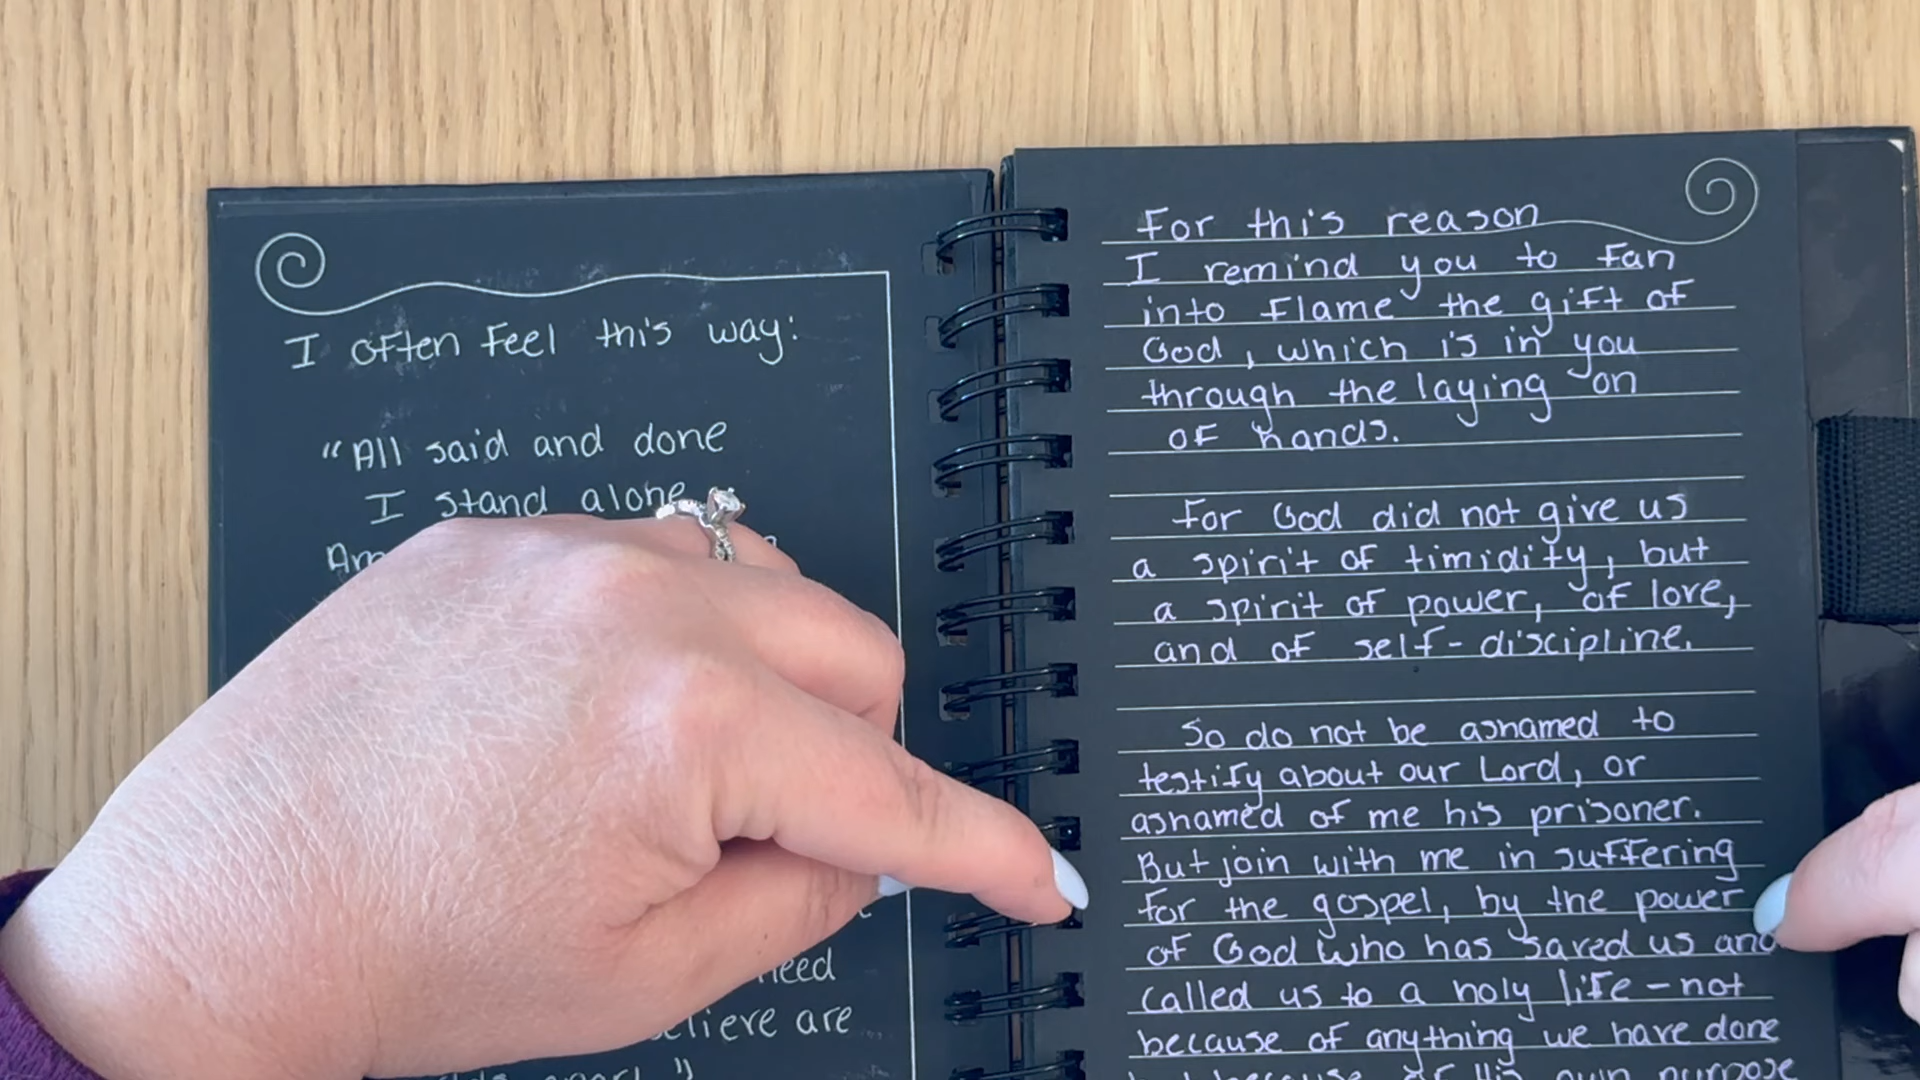 I often feel this way:
"All said and done
I stand alone
need
are
For this reason
I remind you to fan
into flame the gift of
God, which is in you
through the laying on
of hands.
For God did not give us
a spirit of timidity, but
a spirit of power, of love,
and of self-discipline.
So do not be ashamed to
testify about our Lord, or
ashamed of me his prisoner.
But join with me in suffering
for the gospel, by the power
of God who has saved us and
called us to a holy life - not
because of anything we have done
because of His own purpose